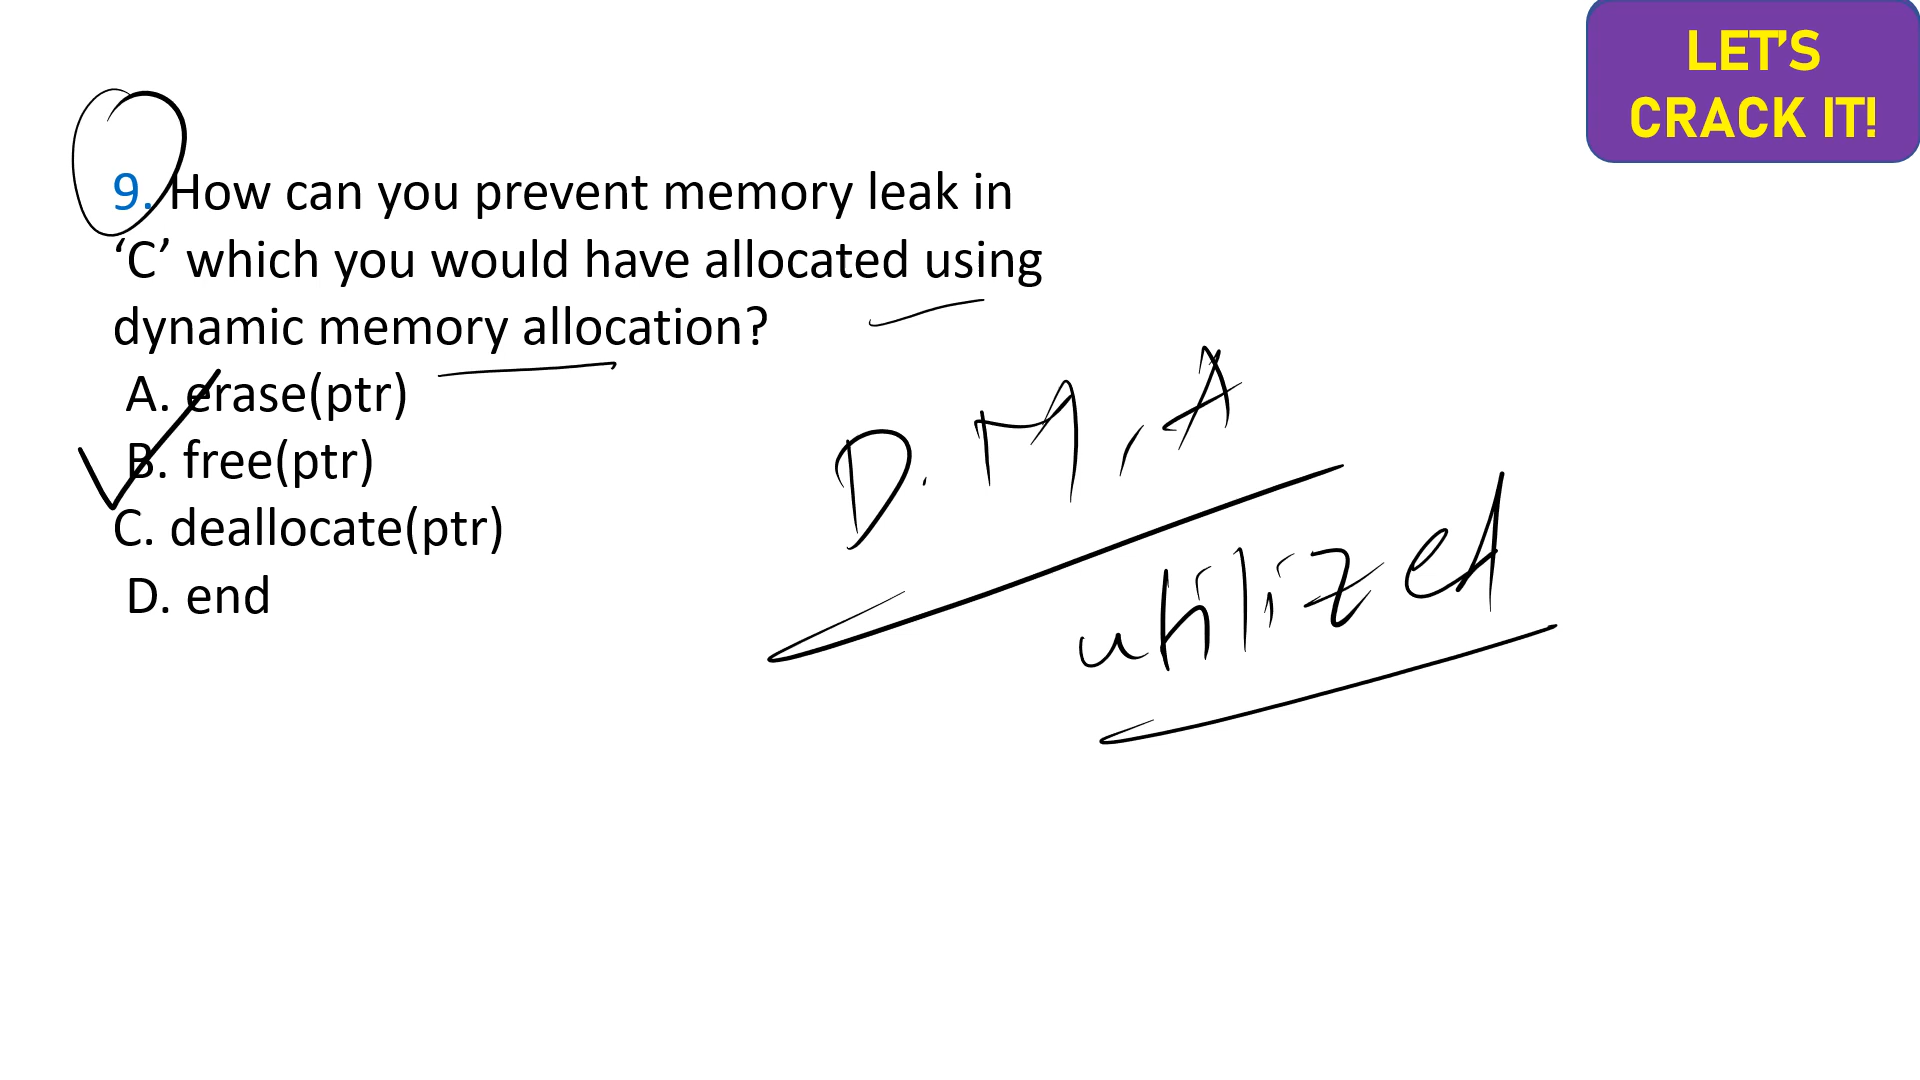 LET'S
CRACK IT!
9. How can you prevent memory leak in
‘C’ which you would have allocated using
dynamic memory allocation?
A. erase(ptr)
B. free(ptr)
C. deallocate(ptr)
D. end
D.M.A
utilized